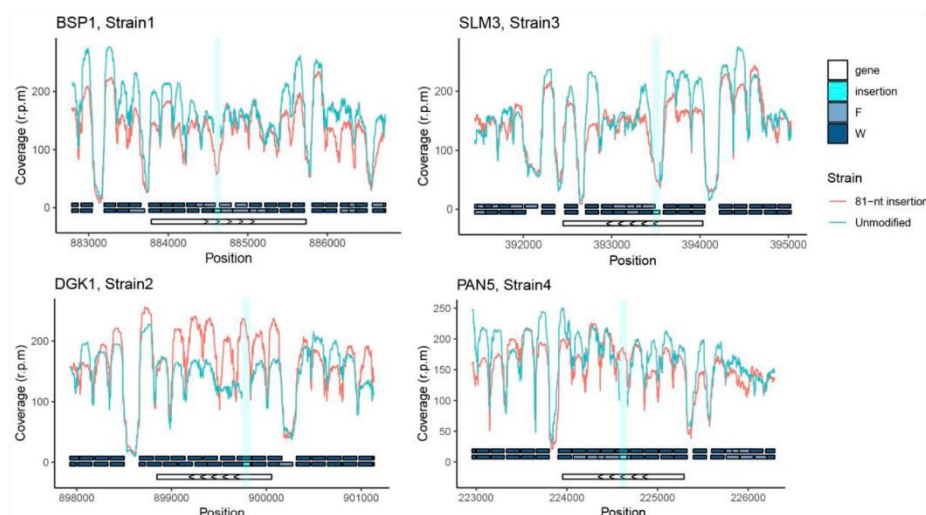 BSP1, Strain1
Coverage (r.p.m)
200
100
0
883000 884000 885000 886000
Position
SLM3, Strain3
Coverage (r.p.m)
200
100
0
392000 393000 394000 395000
Position
gene
insertion
F
W
Strain
81-nt insertion
Unmodified
DGK1, Strain2
Coverage (r.p.m)
200
100
0
898000 899000 900000 901000
Position
PAN5, Strain4
Coverage (r.p.m)
250
200
150
100
50
0
223000 224000 225000 226000
Position